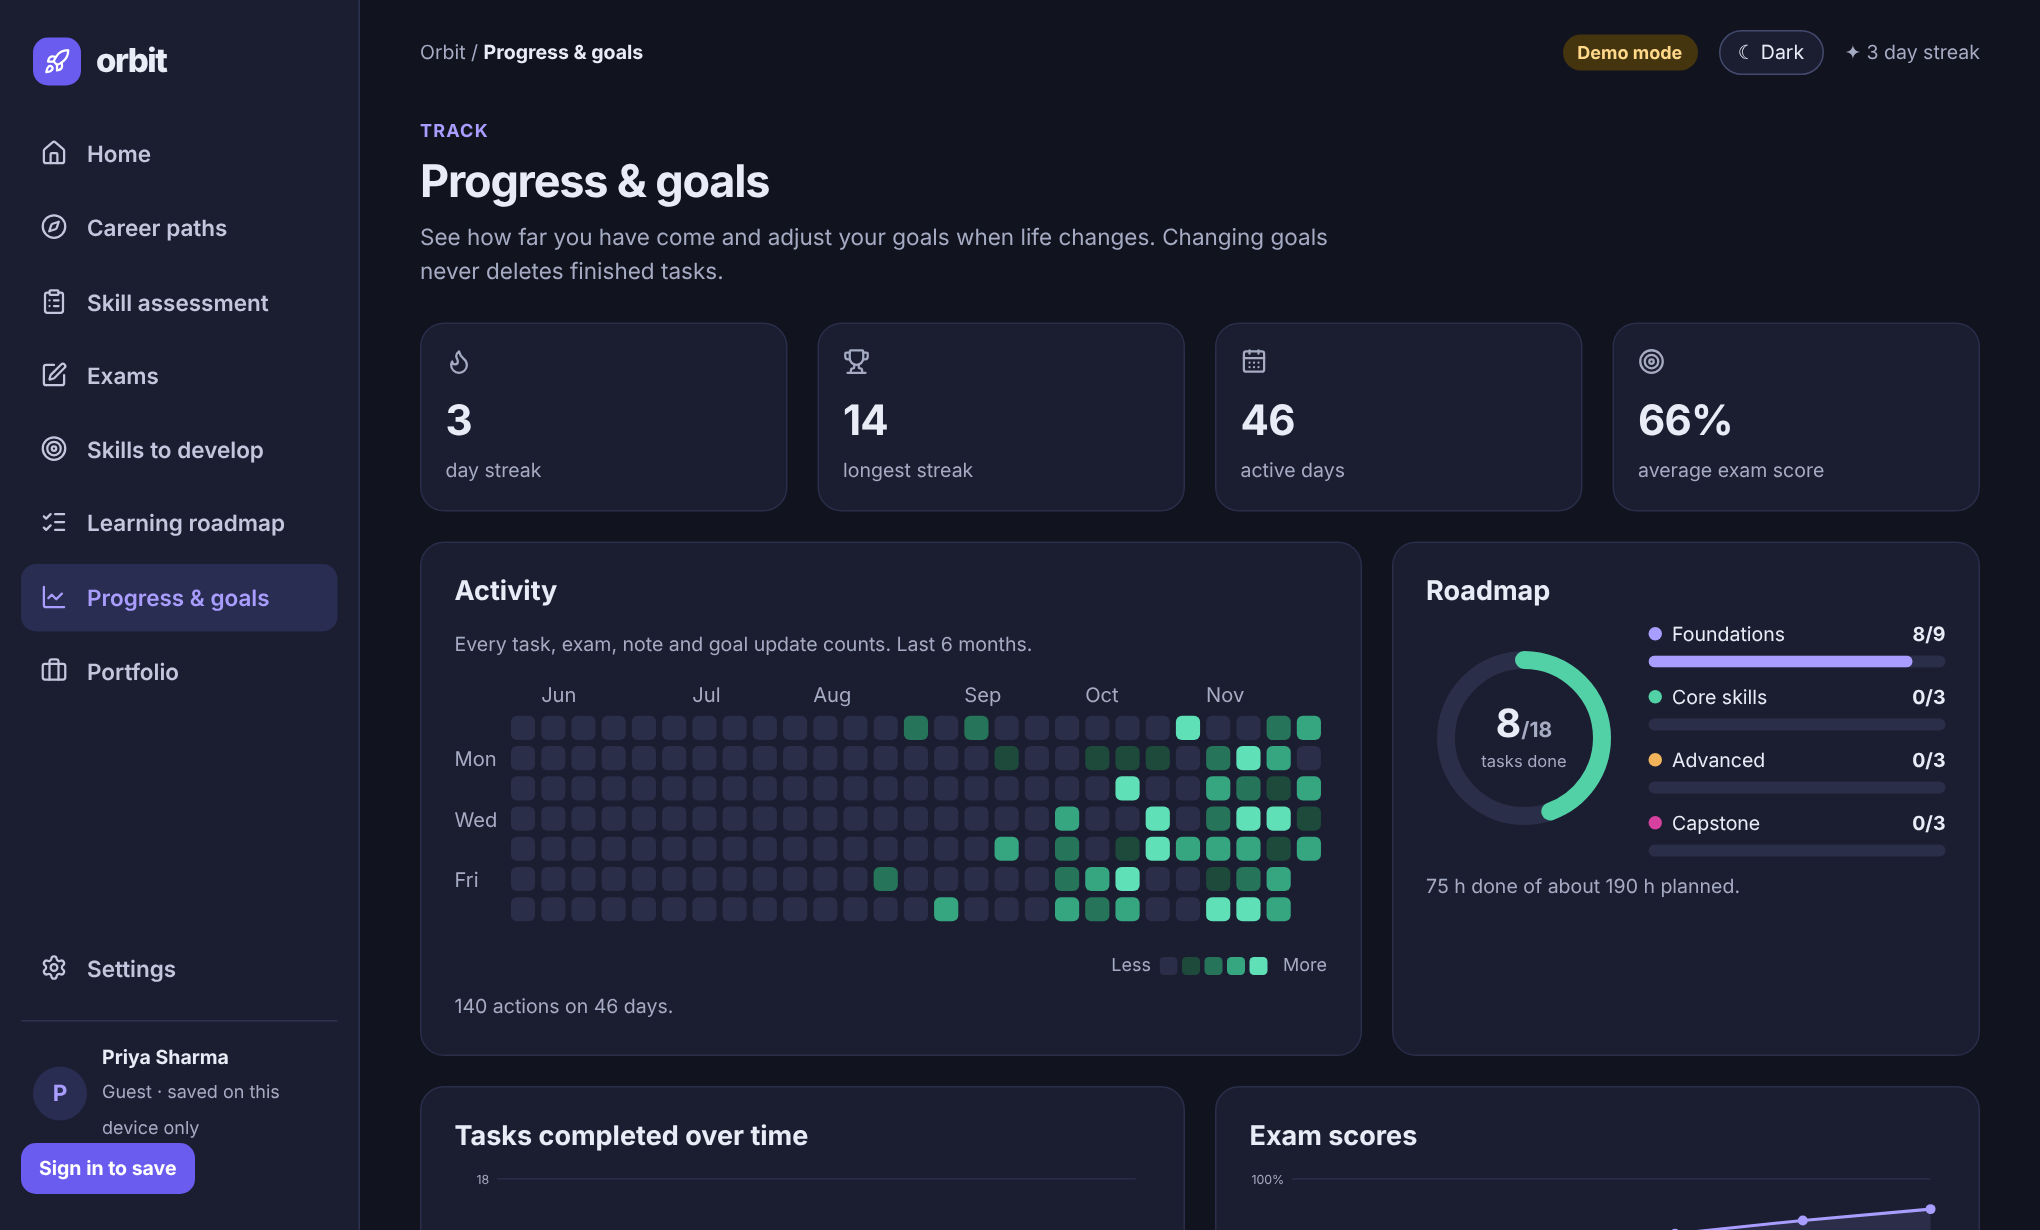 orbit
Home
Career paths
Skill assessment
Exams
Skills to develop
Learning roadmap
Progress & goals
Portfolio
Settings
Priya Sharma
P
Guest · saved on this
device only
Sign in to save
Orbit / Progress & goals
Demo mode
☾ Dark
✦ 3 day streak
TRACK
Progress & goals
See how far you have come and adjust your goals when life changes. Changing goals
never deletes finished tasks.
3
day streak
14
longest streak
46
active days
66%
average exam score
Activity
Every task, exam, note and goal update counts. Last 6 months.
Jun Jul Aug Sep Oct Nov
Mon
Wed
Fri
Less More
140 actions on 46 days.
Roadmap
8/18
tasks done
Foundations 8/9
Core skills 0/3
Advanced 0/3
Capstone 0/3
75 h done of about 190 h planned.
Tasks completed over time
18
Exam scores
100%